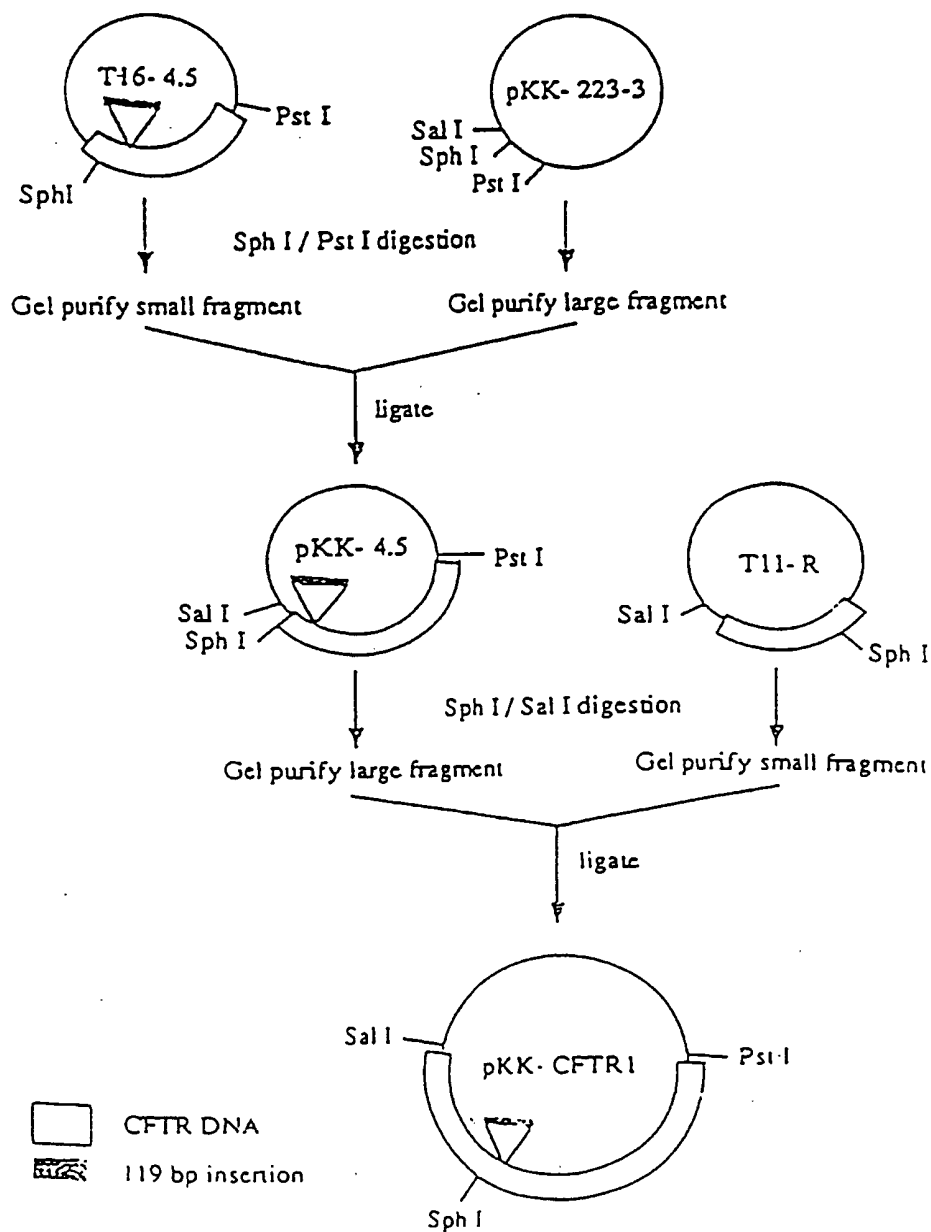 T16-4.5
Pst I
SphI
pKK-223-3
Sal I
Sph I
Pst I
Sph I / Pst I digestion
Gel purify small fragment
Gel purify large fragment
ligate
pKK-4.5
Pst I
Sal I
Sph I
T11-R
Sal I
Sph I
Sph I / Sal I digestion
Gel purify large fragment
Gel purify small fragment
ligate
Sal I
pKK-CFTR1
Pst I
Sph I
CFTR DNA
119 bp insertion